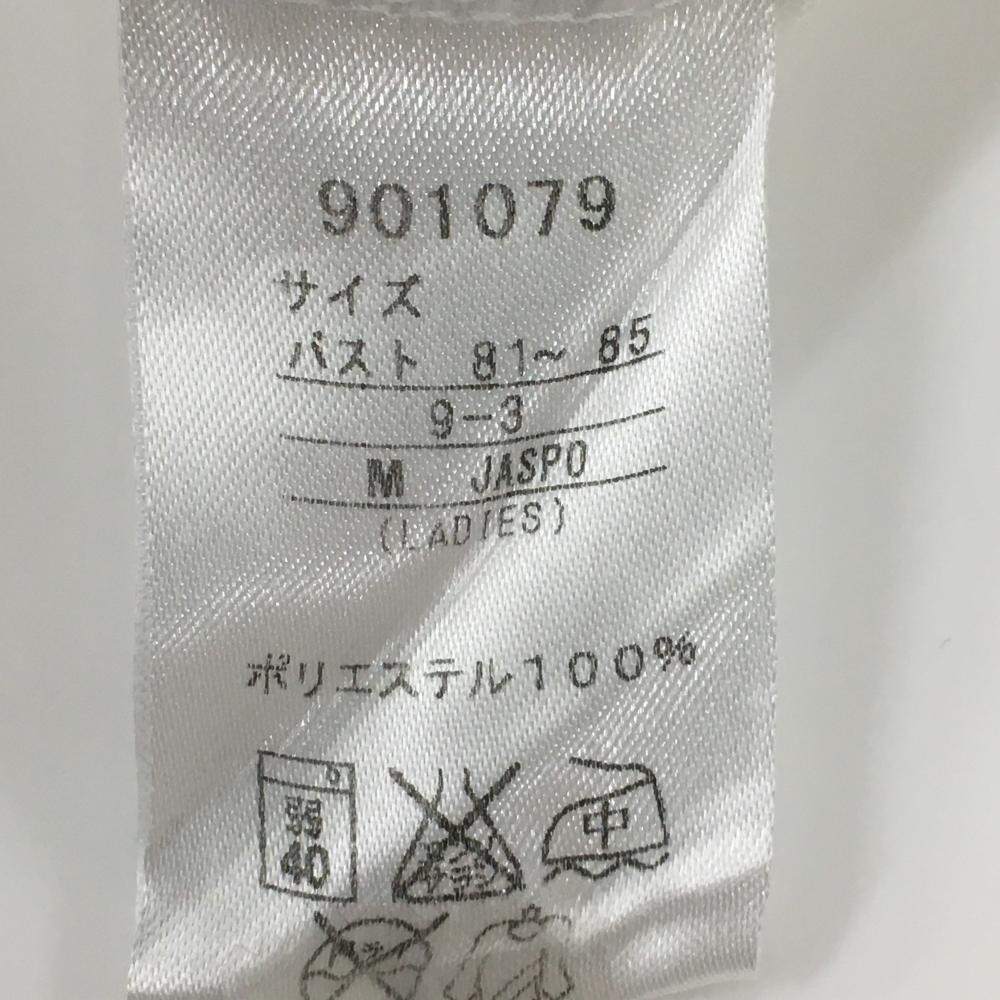 901079
サイズ
バスト 81~ 85
9-3
M JASPO
(LADIES)
ポリエステル100%
弱
40
中